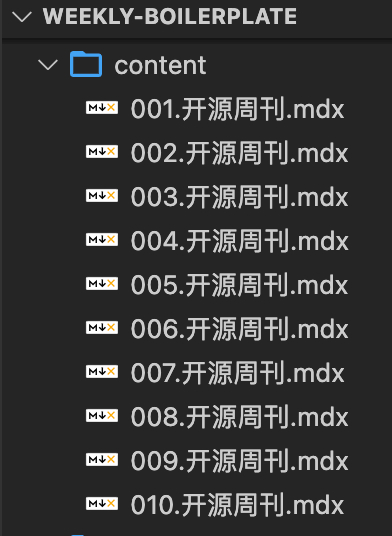 WEEKLY-BOILERPLATE
content
M↓× 001.开源周刊.mdx
M↓× 002.开源周刊.mdx
M↓× 003.开源周刊.mdx
M↓× 004.开源周刊.mdx
M↓× 005.开源周刊.mdx
M↓× 006.开源周刊.mdx
M↓× 007.开源周刊.mdx
M↓× 008.开源周刊.mdx
M↓× 009.开源周刊.mdx
M↓× 010.开源周刊.mdx